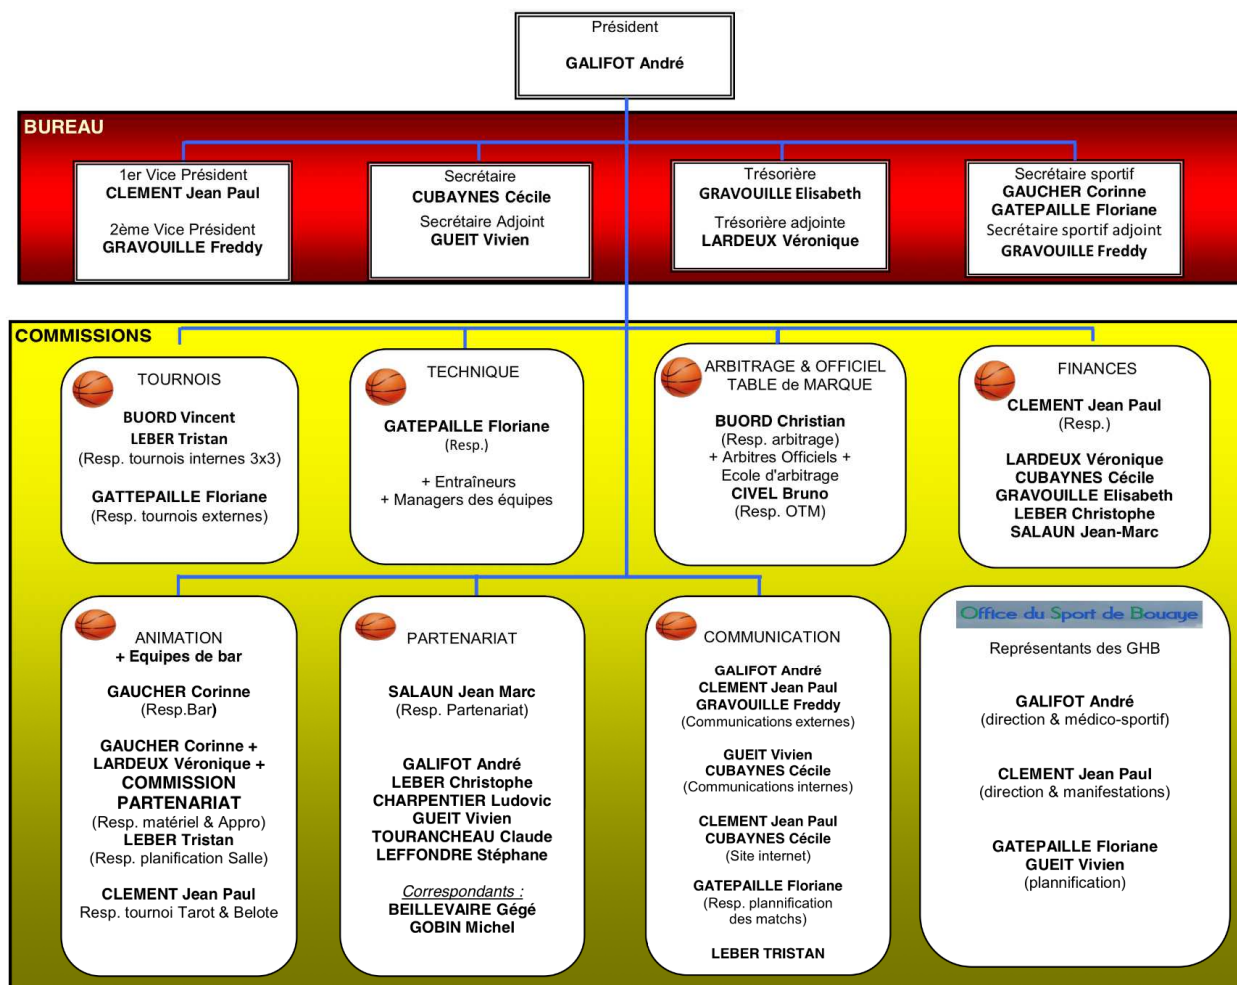 Président
GALIFOT André
BUREAU
1er Vice Président
CLEMENT Jean Paul
2ème Vice Président
GRAVOUILLE Freddy
Secrétaire
CUBAYNES Cécile
Secrétaire Adjoint
GUEIT Vivien
Trésorière
GRAVOUILLE Elisabeth
Trésorière adjointe
LARDEUX Véronique
Secrétaire sportif
GAUCHER Corinne
GATEPAILLE Floriane
Secrétaire sportif adjoint
GRAVOUILLE Freddy
COMMISSIONS
TOURNOIS
BUORD Vincent
LEBER Tristan
(Resp. tournois internes 3x3)
GATTEPAILLE Floriane
(Resp. tournois externes)
TECHNIQUE
GATEPAILLE Floriane
(Resp.)
+ Entraîneurs
+ Managers des équipes
ARBITRAGE & OFFICIEL
TABLE de MARQUE
BUORD Christian
(Resp. arbitrage)
+ Arbitres Officiels +
Ecole d'arbitrage
CIVEL Bruno
(Resp. OTM)
FINANCES
CLEMENT Jean Paul
(Resp.)
LARDEUX Véronique
CUBAYNES Cécile
GRAVOUILLE Elisabeth
LEBER Christophe
SALAUN Jean-Marc
ANIMATION
+ Equipes de bar
GAUCHER Corinne
(Resp.Bar)
GAUCHER Corinne +
LARDEUX Véronique +
COMMISSION
PARTENARIAT
(Resp. matériel & Appro)
LEBER Tristan
(Resp. planification Salle)
CLEMENT Jean Paul
Resp. tournoi Tarot & Belote
PARTENARIAT
SALAUN Jean Marc
(Resp. Partenariat)
GALIFOT André
LEBER Christophe
CHARPENTIER Ludovic
GUEIT Vivien
TOURANCHEAU Claude
LEFFONDRE Stéphane
Correspondants :
BEILLEVAIRE Gégé
GOBIN Michel
COMMUNICATION
GALIFOT André
CLEMENT Jean Paul
GRAVOUILLE Freddy
(Communications externes)
GUEIT Vivien
CUBAYNES Cécile
(Communications internes)
CLEMENT Jean Paul
CUBAYNES Cécile
(Site internet)
GATEPAILLE Floriane
(Resp. plannification
des matchs)
LEBER TRISTAN
Office du Sport de Bouaye
Représentants des GHB
GALIFOT André
(direction & médico-sportif)
CLEMENT Jean Paul
(direction & manifestations)
GATEPAILLE Floriane
GUEIT Vivien
(plannification)